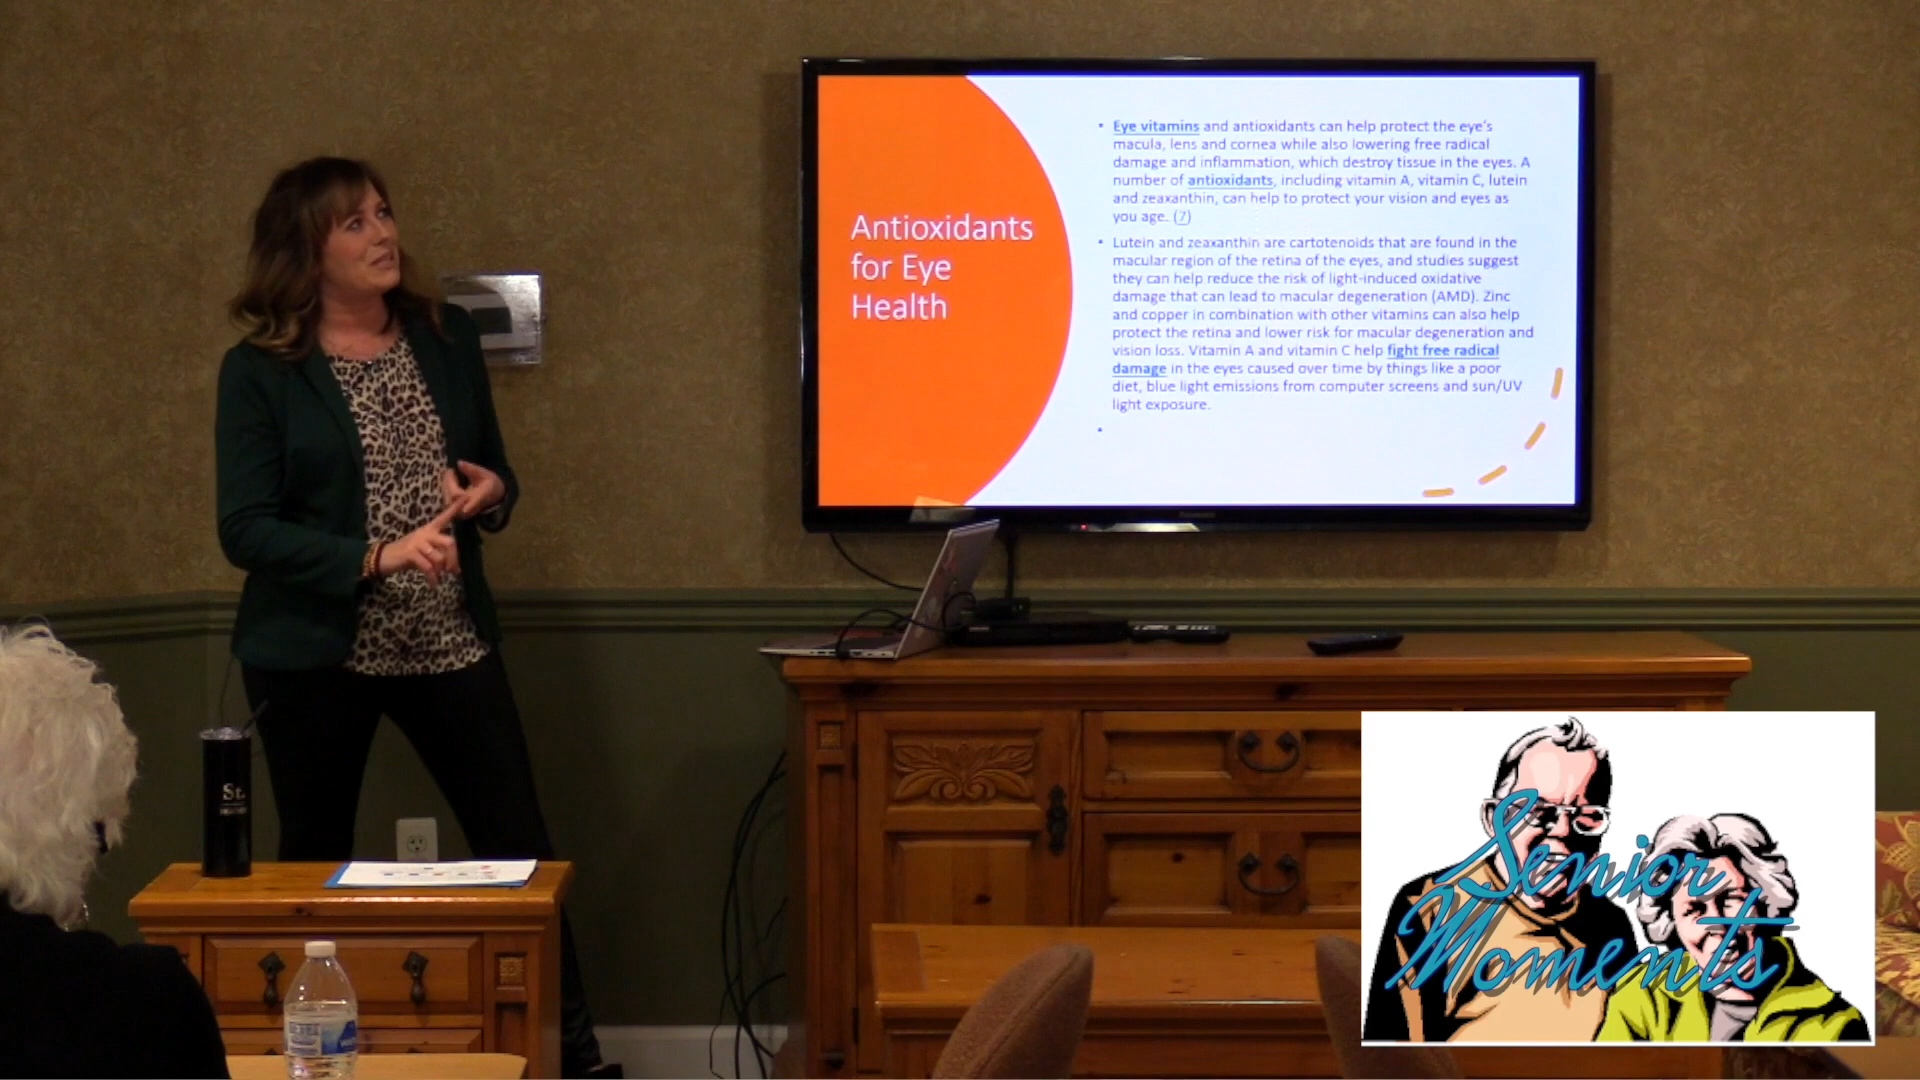 Antioxidants
for Eye
Health
• Eye vitamins and antioxidants can help protect the eye's
macula, lens and cornea while also lowering free radical
damage and inflammation, which destroy tissue in the eyes. A
number of antioxidants, including vitamin A, vitamin C, lutein
and zeaxanthin, can help to protect your vision and eyes as
you age. (7)
• Lutein and zeaxanthin are cartotenoids that are found in the
macular region of the retina of the eyes, and studies suggest
they can help reduce the risk of light-induced oxidative
damage that can lead to macular degeneration (AMD). Zinc
and copper in combination with other vitamins can also help
protect the retina and lower risk for macular degeneration and
vision loss. Vitamin A and vitamin C help fight free radical
damage in the eyes caused over time by things like a poor
diet, blue light emissions from computer screens and sun/UV
light exposure.
•
St.
Senior
Moments